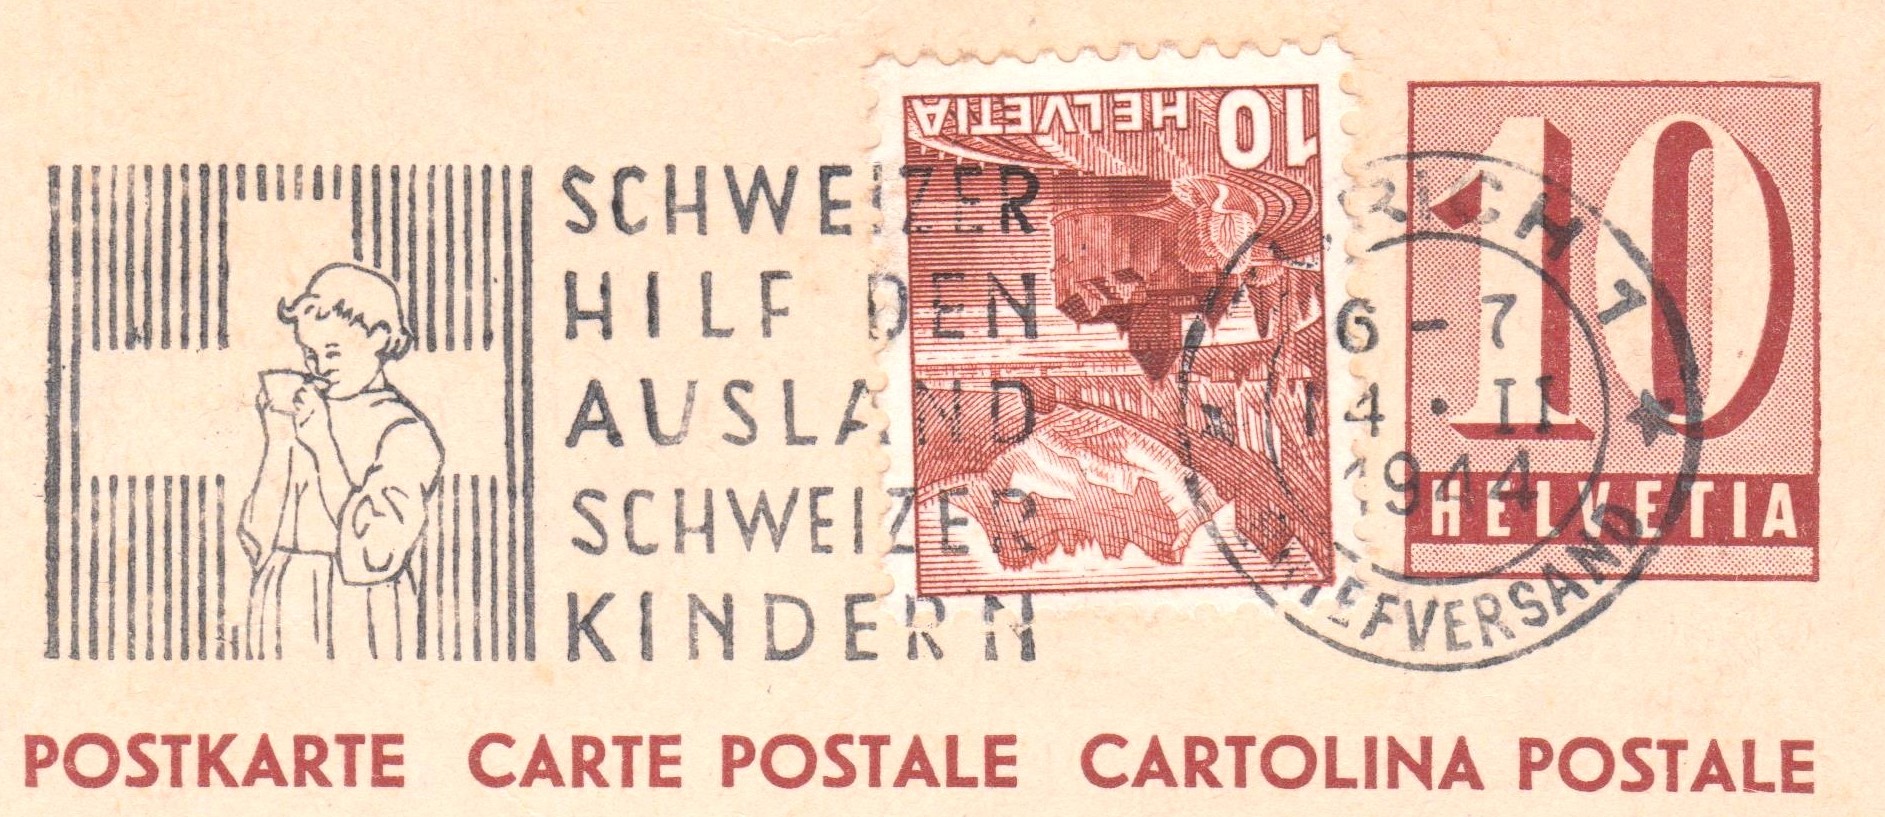 SCHWEIZER
HILF DEN
AUSLAND
SCHWEIZER
KINDERN
10 HELVETIA
6-7
14·II
1944
BRIEFVERSAND
10
HELVETIA
POSTKARTE CARTE POSTALE CARTOLINA POSTALE